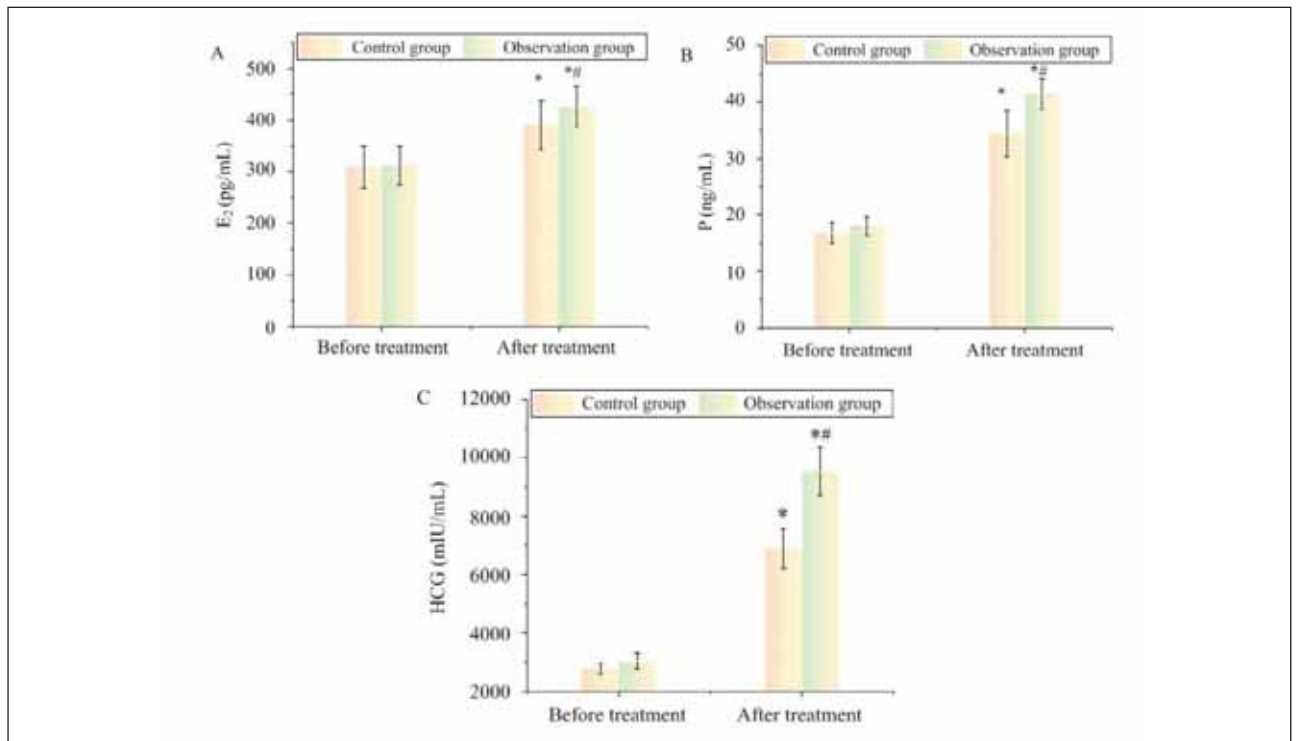 A
Control group Observation group
500
400
300
200
100
0
E₂ (pg/mL)
*
*#
Before treatment After treatment
B
Control group Observation group
50
40
30
20
10
0
P (ng/mL)
*
*#
Before treatment After treatment
C
Control group Observation group
12000
10000
8000
6000
4000
2000
HCG (mIU/mL)
*
*#
Before treatment After treatment